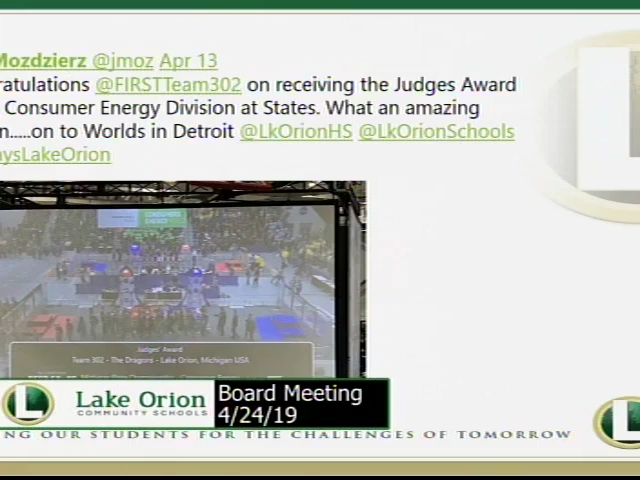 Mozdzierz @jmoz Apr 13
ratulations @FIRSTTeam302 on receiving the Judges Award
Consumer Energy Division at States. What an amazing
n.....on to Worlds in Detroit @LkOrionHS @LkOrionSchools
aysLakeOrion
CONSUMERS ENERGY
Judges' Award
Team 302 - The Dragons - Lake Orion, Michigan USA
L
Lake Orion
COMMUNITY SCHOOLS
Board Meeting
4/24/19
NG OUR STUDENTS FOR THE CHALLENGES OF TOMORROW
L